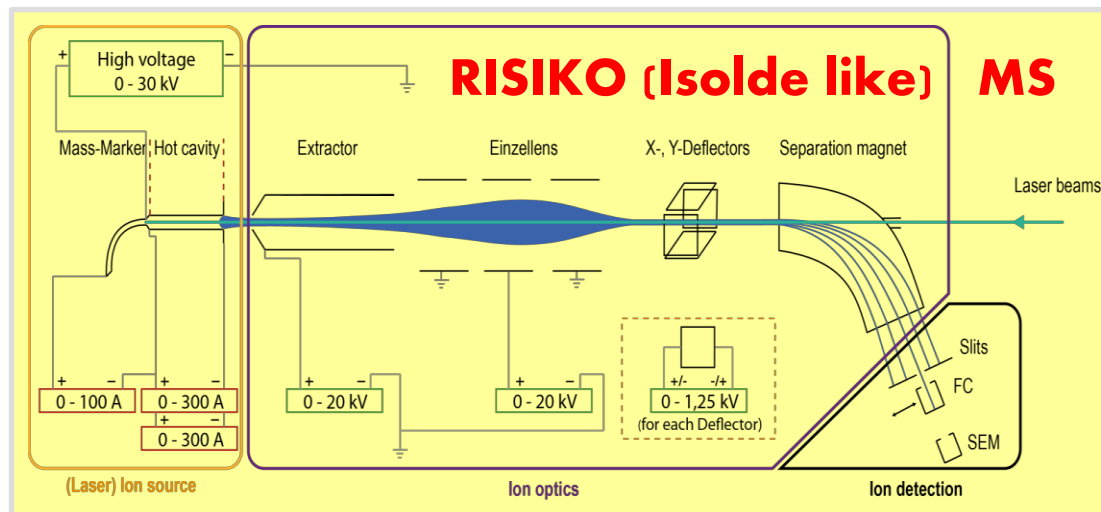 + High voltage −
0 - 30 kV
RISIKO (Isolde like) MS
Mass-Marker Hot cavity
Extractor
Einzellens
X-, Y-Deflectors
Separation magnet
Laser beams
Slits
FC
SEM
+ −
0 - 100 A
+ −
0 - 300 A
+ −
0 - 300 A
+ −
0 - 20 kV
+ −
0 - 20 kV
+/- -/+
0 - 1,25 kV
(for each Deflector)
(Laser) Ion source
Ion optics
Ion detection